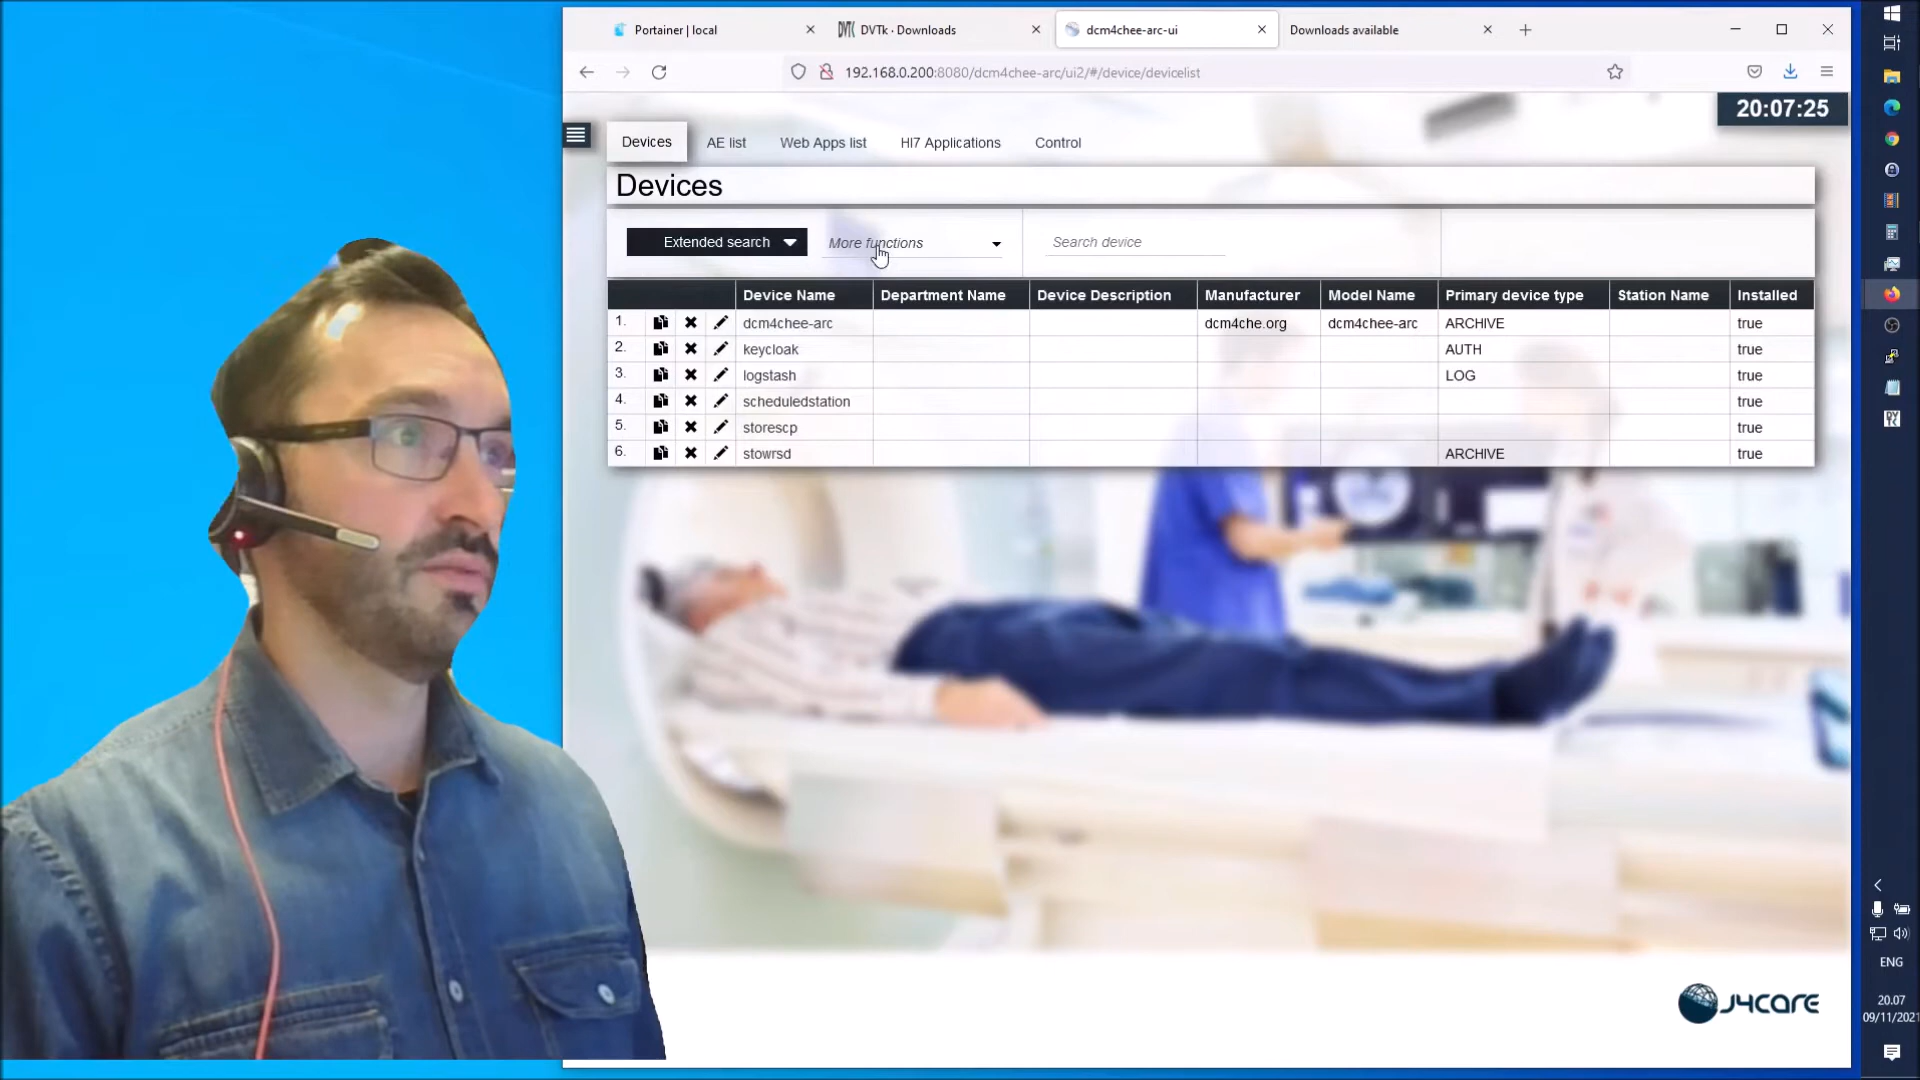 Portainer | local
DVTk · Downloads
dcm4chee-arc-ui
Downloads available
192.168.0.200:8080/dcm4chee-arc/ui2/#/device/devicelist
20:07:25
Devices
AE list
Web Apps list
Hl7 Applications
Control
Devices
Extended search
More functions
Search device
Device Name Department Name Device Description Manufacturer Model Name Primary device type Station Name Installed
1. dcm4chee-arc dcm4che.org dcm4chee-arc ARCHIVE true
2. keycloak AUTH true
3. logstash LOG true
4. scheduledstation true
5. storescp true
6. stowrsd ARCHIVE true
J4CARE
ENG
20.07
09/11/2021